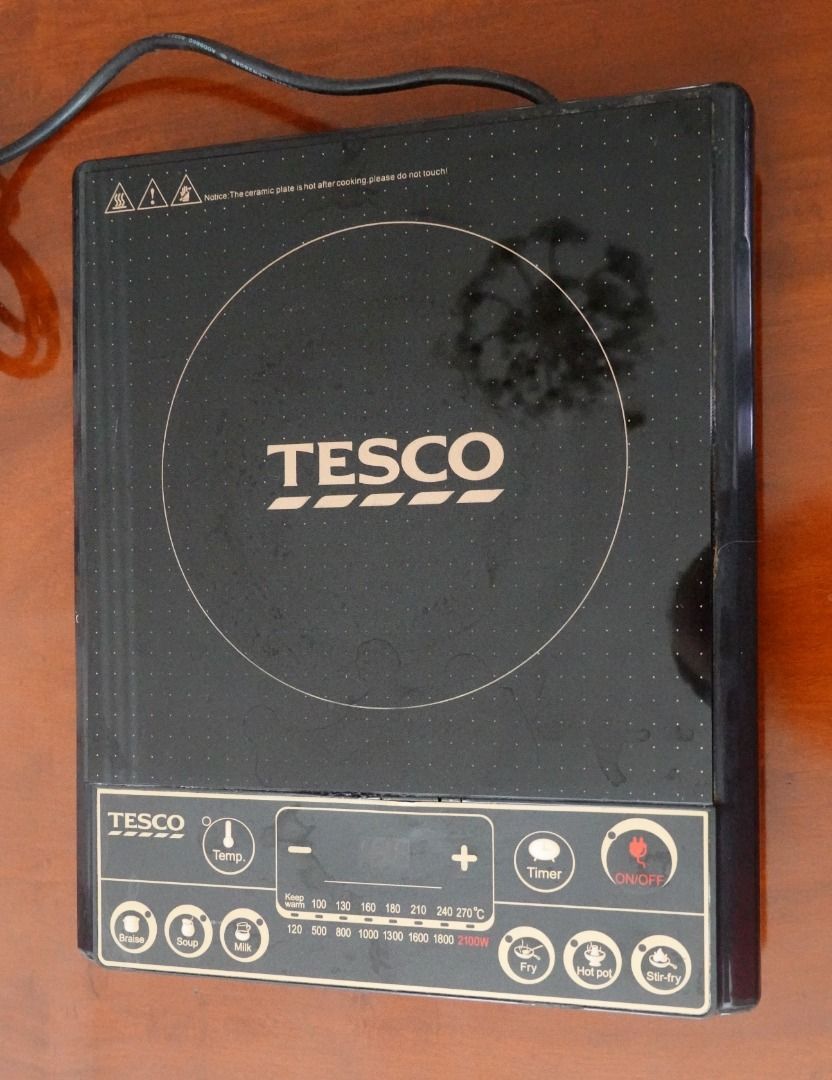 Notice:The ceramic plate is hot after cooking.please do not touch!
TESCO
TESCO
Temp.
−
+
Timer
ON/OFF
Keep warm 100 130 160 180 210 240 270°C
120 500 800 1000 1300 1600 1800 2100W
Braise
Soup
Milk
Fry
Hot pot
Stir-fry